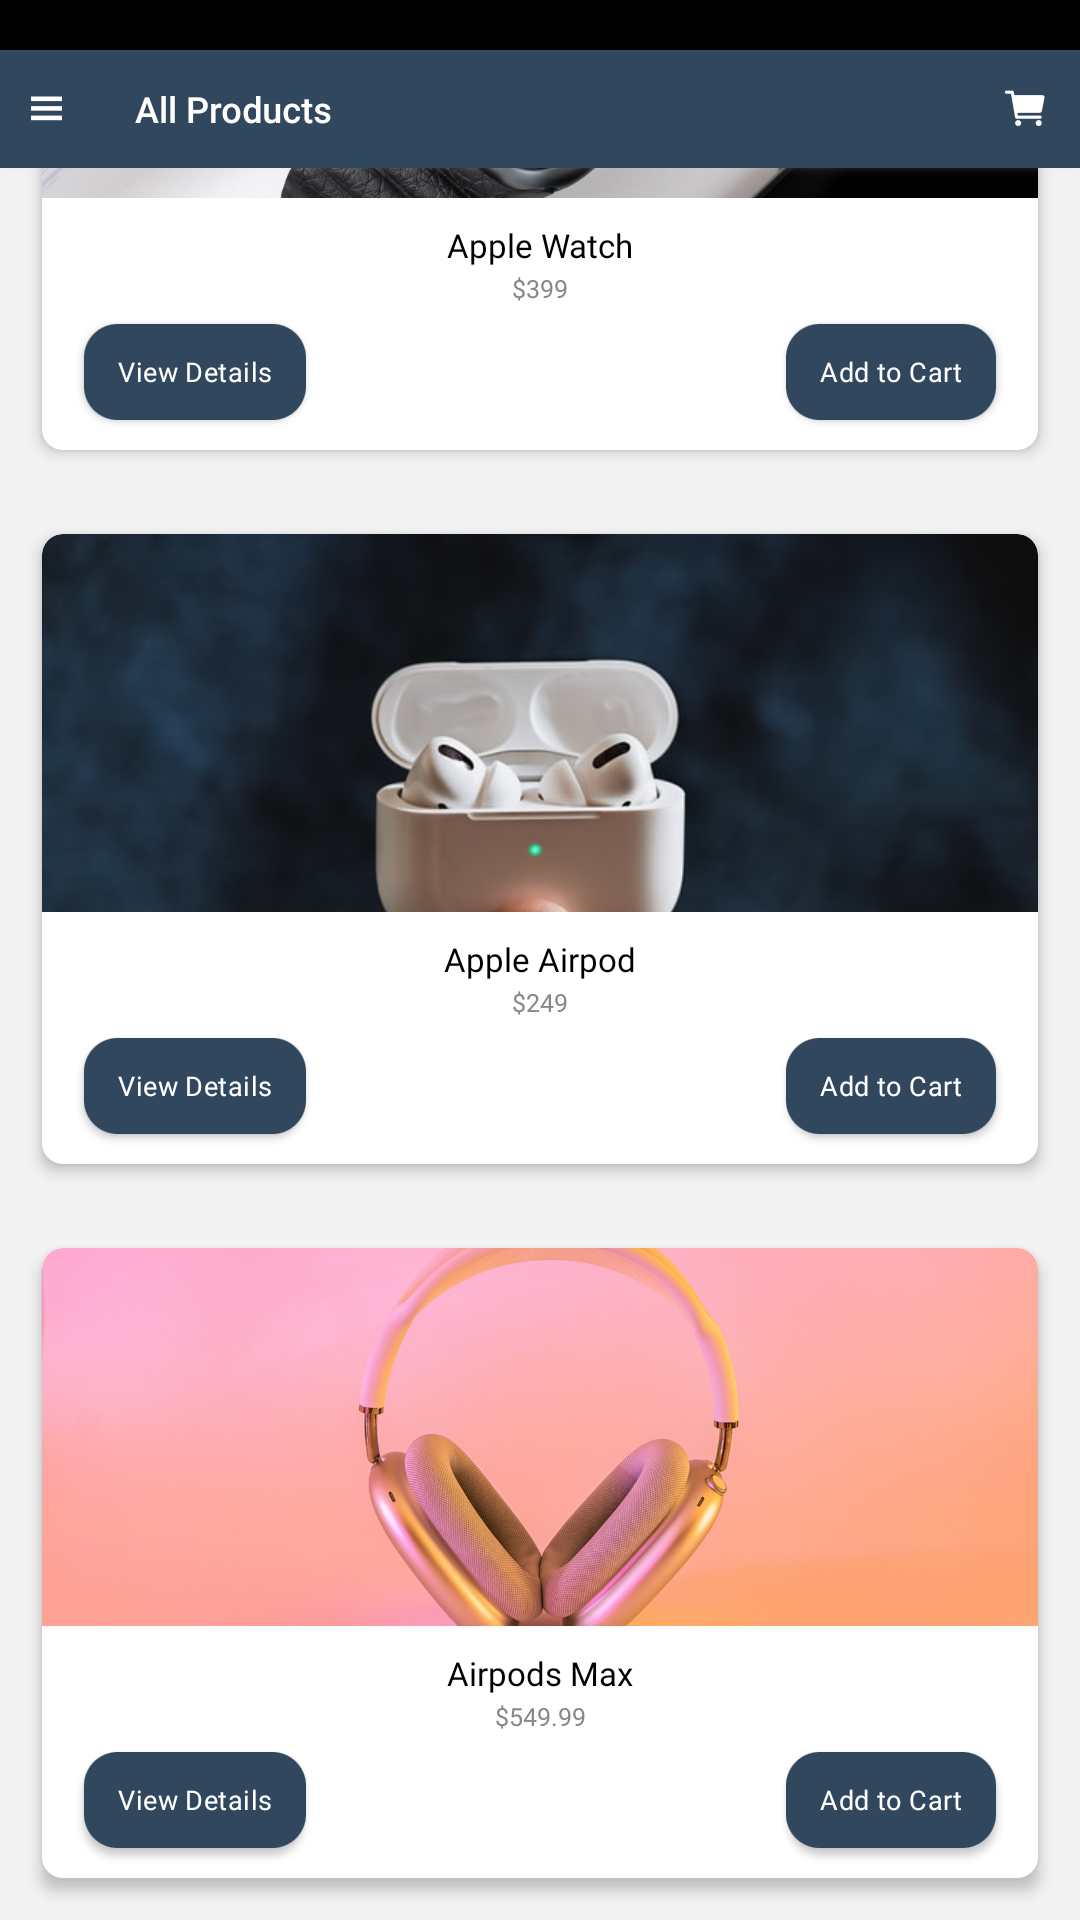 All Products
Apple Watch
$399
View Details
Add to Cart
Apple Airpod
$249
View Details
Add to Cart
Airpods Max
$549.99
View Details
Add to Cart